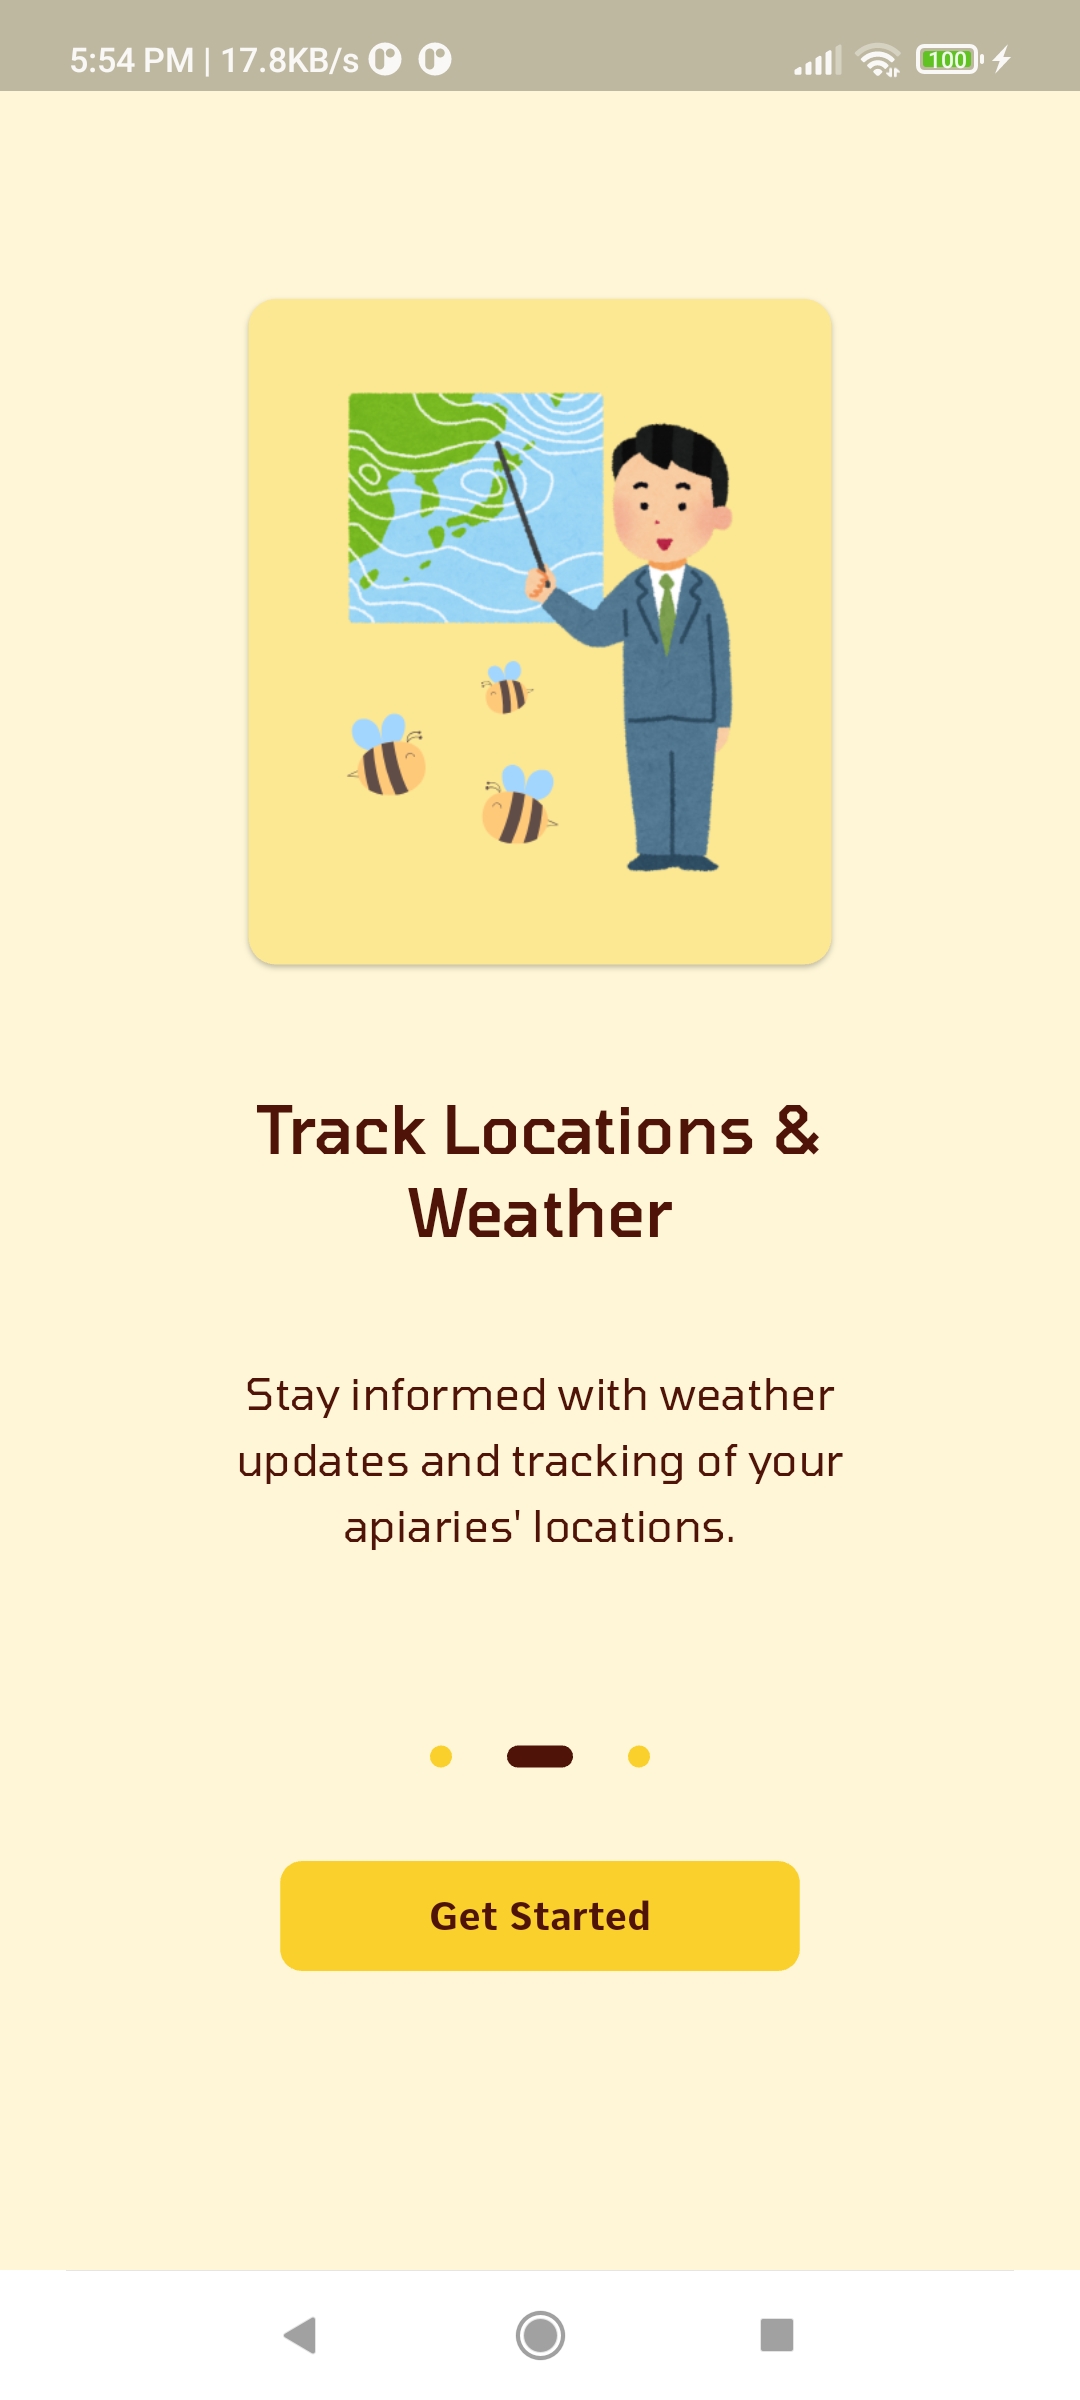 5:54 PM | 17.8KB/s
100
Track Locations &
Weather
Stay informed with weather
updates and tracking of your
apiaries' locations.
Get Started